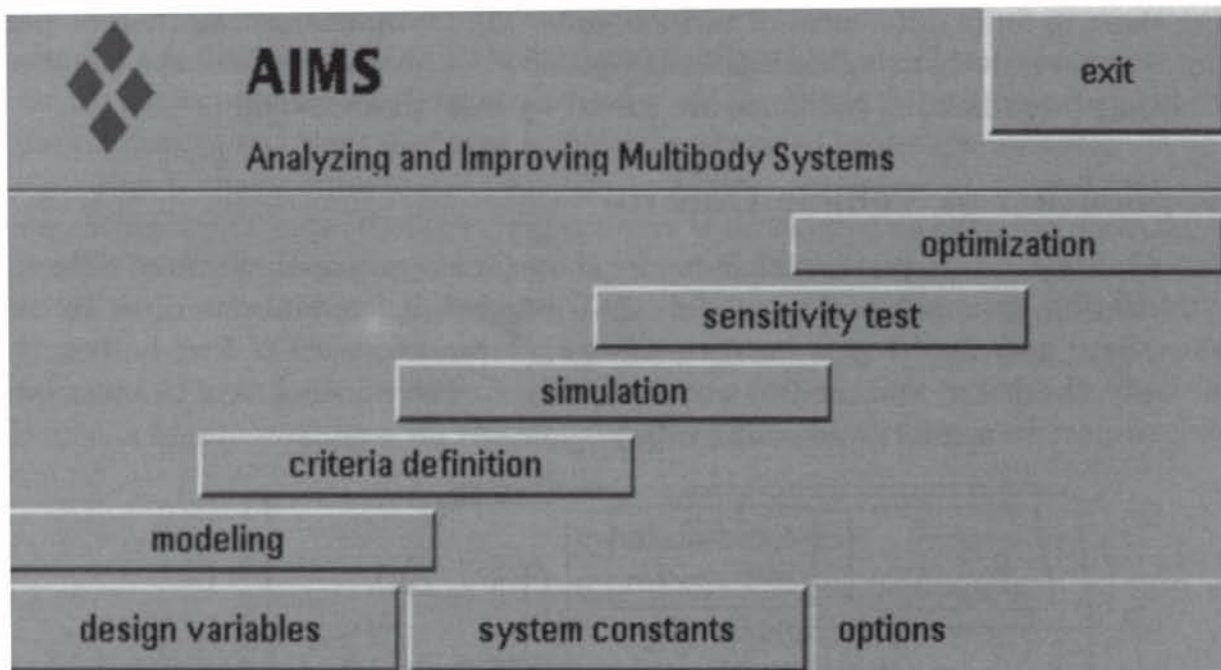 AIMS
exit
Analyzing and Improving Multibody Systems
optimization
sensitivity test
simulation
criteria definition
modeling
design variables
system constants
options